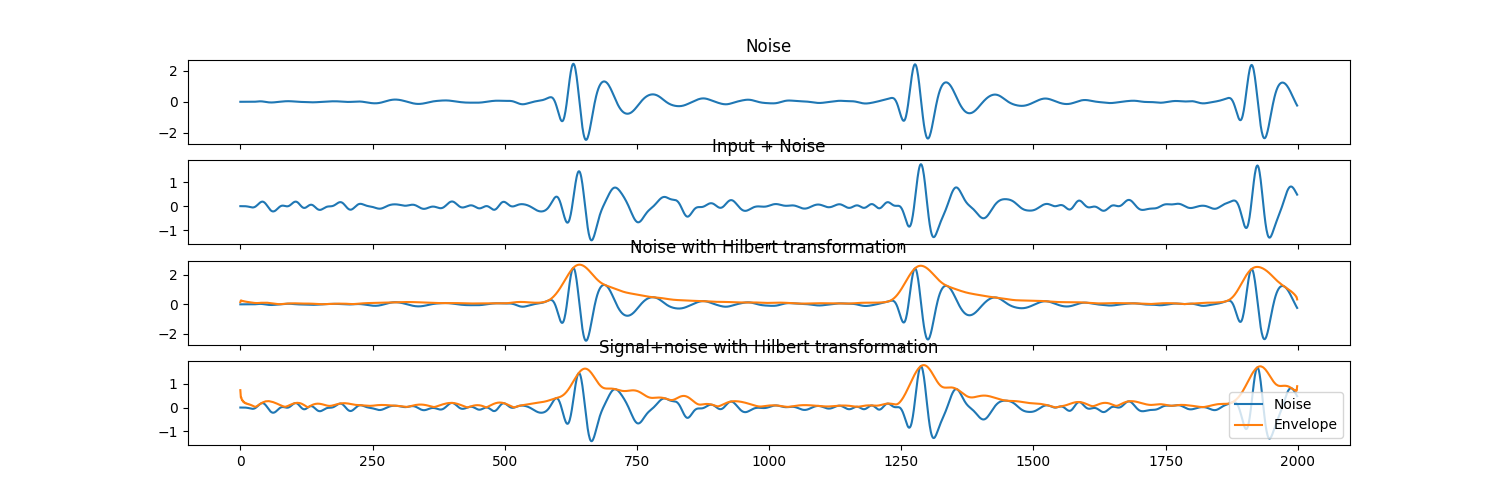 Noise
2
0
−2
Input + Noise
1
0
−1
Noise with Hilbert transformation
2
0
−2
Signal+noise with Hilbert transformation
1
0
−1
Noise
Envelope
0 250 500 750 1000 1250 1500 1750 2000